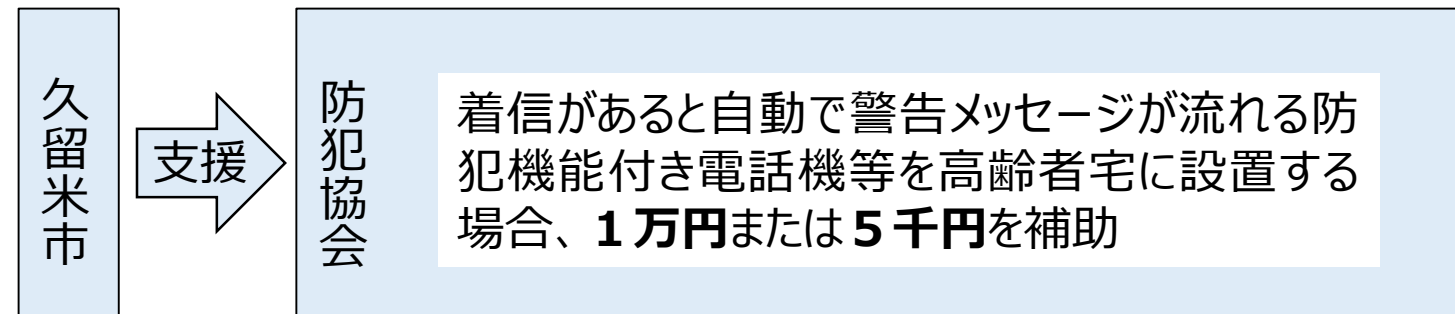 久留米市
支援
防犯協会
着信があると自動で警告メッセージが流れる防
犯機能付き電話機等を高齢者宅に設置する
場合、１万円または５千円を補助